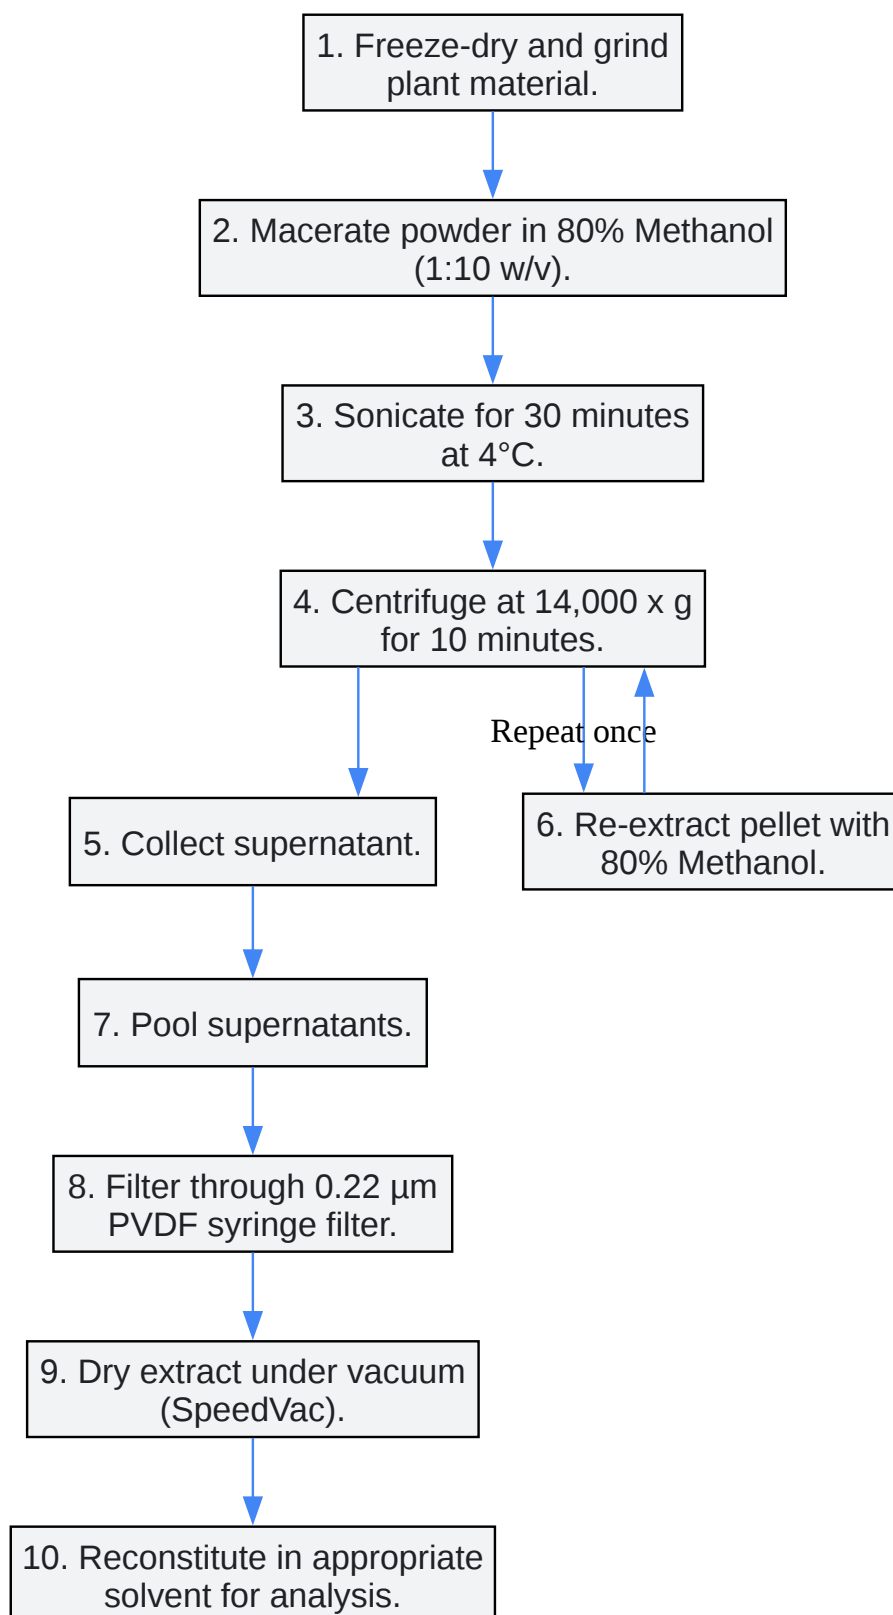 1. Freeze-dry and grind
plant material.
2. Macerate powder in 80% Methanol
(1:10 w/v).
3. Sonicate for 30 minutes
at 4°C.
4. Centrifuge at 14,000 x g
for 10 minutes.
Repeat once
5. Collect supernatant.
6. Re-extract pellet with
80% Methanol.
7. Pool supernatants.
8. Filter through 0.22 µm
PVDF syringe filter.
9. Dry extract under vacuum
(SpeedVac).
10. Reconstitute in appropriate
solvent for analysis.